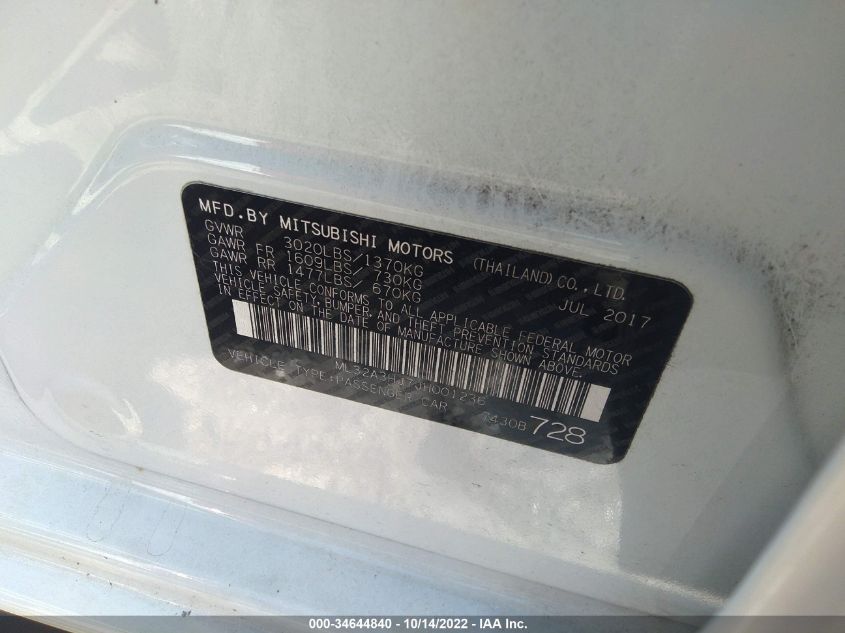 MFD.BY MITSUBISHI MOTORS (THAILAND) CO., LTD.
GVWR 3020LBS/1370KG JUL 2017
GAWR FR 1609LBS/ 730KG
GAWR RR 1477LBS/ 670KG
THIS VEHICLE CONFORMS TO ALL APPLICABLE FEDERAL MOTOR
VEHICLE SAFETY, BUMPER, AND THEFT PREVENTION STANDARDS
IN EFFECT ON THE DATE OF MANUFACTURE SHOWN ABOVE.
VEHICLE TYPE:PASSENGER CAR
728
000-34644840 - 10/14/2022 - IAA Inc.